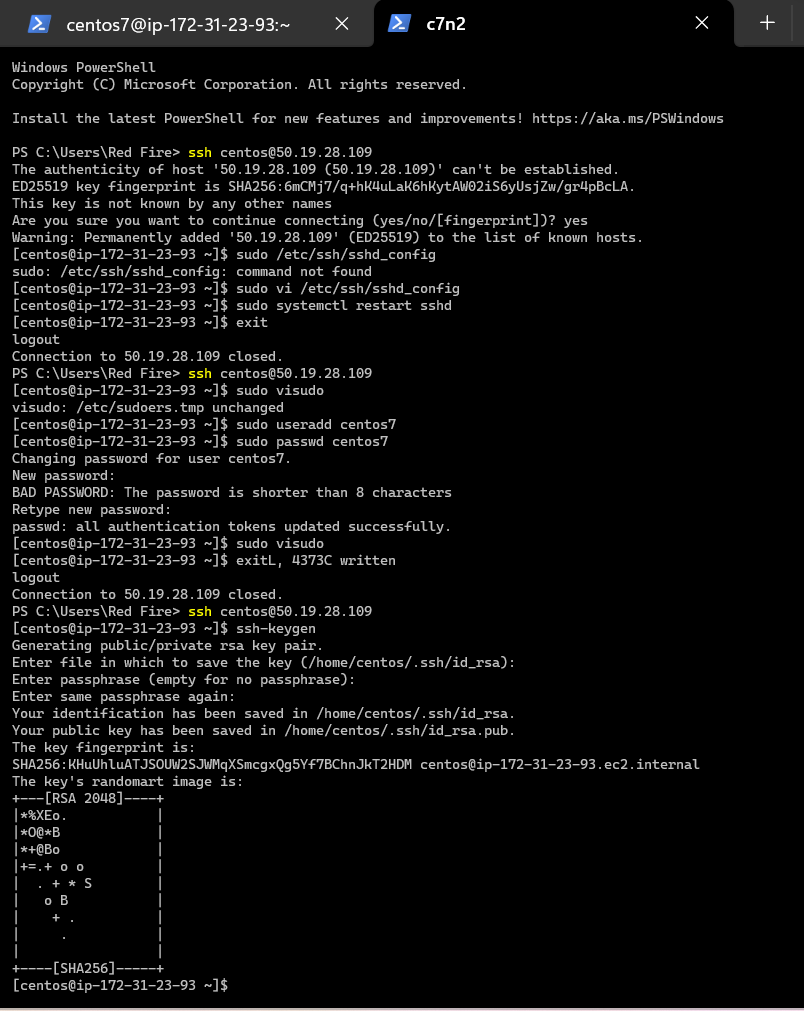 centos7@ip-172-31-23-93:~
c7n2
Windows PowerShell
Copyright (C) Microsoft Corporation. All rights reserved.
Install the latest PowerShell for new features and improvements! https://aka.ms/PSWindows
PS C:\Users\Red Fire> ssh centos@50.19.28.109
The authenticity of host '50.19.28.109 (50.19.28.109)' can't be established.
ED25519 key fingerprint is SHA256:6mCMj7/q+hK4uLaK6hKytAW02iS6yUsjZw/gr4pBcLA.
This key is not known by any other names
Are you sure you want to continue connecting (yes/no/[fingerprint])? yes
Warning: Permanently added '50.19.28.109' (ED25519) to the list of known hosts.
[centos@ip-172-31-23-93 ~]$ sudo /etc/ssh/sshd_config
sudo: /etc/ssh/sshd_config: command not found
[centos@ip-172-31-23-93 ~]$ sudo vi /etc/ssh/sshd_config
[centos@ip-172-31-23-93 ~]$ sudo systemctl restart sshd
[centos@ip-172-31-23-93 ~]$ exit
logout
Connection to 50.19.28.109 closed.
PS C:\Users\Red Fire> ssh centos@50.19.28.109
[centos@ip-172-31-23-93 ~]$ sudo visudo
visudo: /etc/sudoers.tmp unchanged
[centos@ip-172-31-23-93 ~]$ sudo useradd centos7
[centos@ip-172-31-23-93 ~]$ sudo passwd centos7
Changing password for user centos7.
New password:
BAD PASSWORD: The password is shorter than 8 characters
Retype new password:
passwd: all authentication tokens updated successfully.
[centos@ip-172-31-23-93 ~]$ sudo visudo
[centos@ip-172-31-23-93 ~]$ exitL, 4373C written
logout
Connection to 50.19.28.109 closed.
PS C:\Users\Red Fire> ssh centos@50.19.28.109
[centos@ip-172-31-23-93 ~]$ ssh-keygen
Generating public/private rsa key pair.
Enter file in which to save the key (/home/centos/.ssh/id_rsa):
Enter passphrase (empty for no passphrase):
Enter same passphrase again:
Your identification has been saved in /home/centos/.ssh/id_rsa.
Your public key has been saved in /home/centos/.ssh/id_rsa.pub.
The key fingerprint is:
SHA256:KHuUhluATJSOUW2SJWMqXSmcgxQg5Yf7BChnJkT2HDM centos@ip-172-31-23-93.ec2.internal
The key's randomart image is:
+---[RSA 2048]----+
|*%XEo.           |
|*O@*B            |
|*+@Bo            |
|+=.+ o o         |
|  . + * S        |
|   o B           |
|    + .          |
|     .           |
|                 |
+----[SHA256]-----+
[centos@ip-172-31-23-93 ~]$